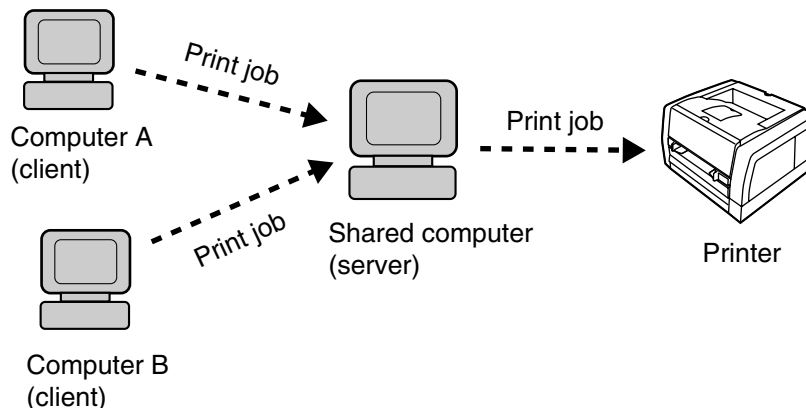 Print job
Computer A
(client)
Print job
Shared computer
(server)
Print job
Printer
Computer B
(client)